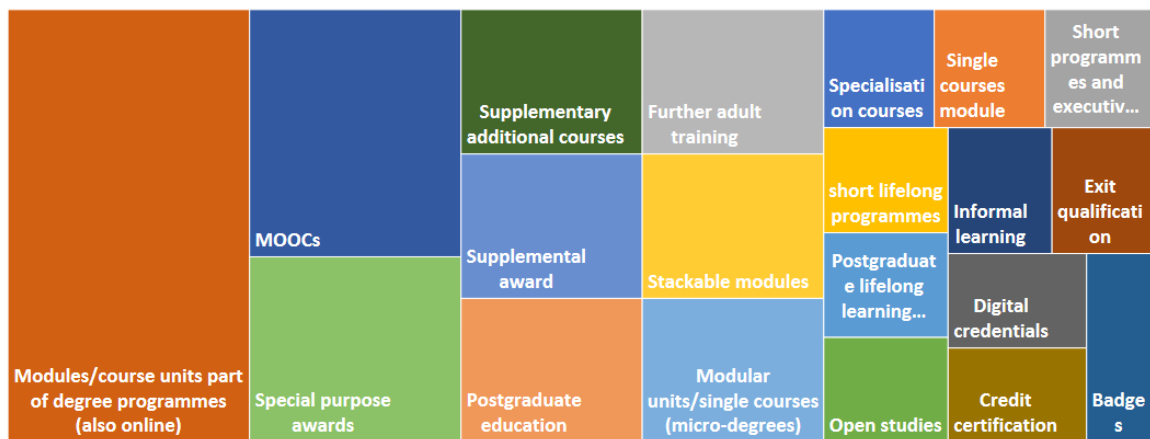 Modules/course units part
of degree programmes
(also online)
MOOCs
Special purpose
awards
Supplementary
additional courses
Supplemental
award
Postgraduate
education
Further adult
training
Stackable modules
Modular
units/single courses
(micro-degrees)
Specialisati
on courses
Single
courses
module
Short
programm
es and
executiv...
short lifelong
programmes
Postgraduat
e lifelong
learning...
Open studies
Informal
learning
Exit
qualificati
on
Digital
credentials
Credit
certification
Badge
s